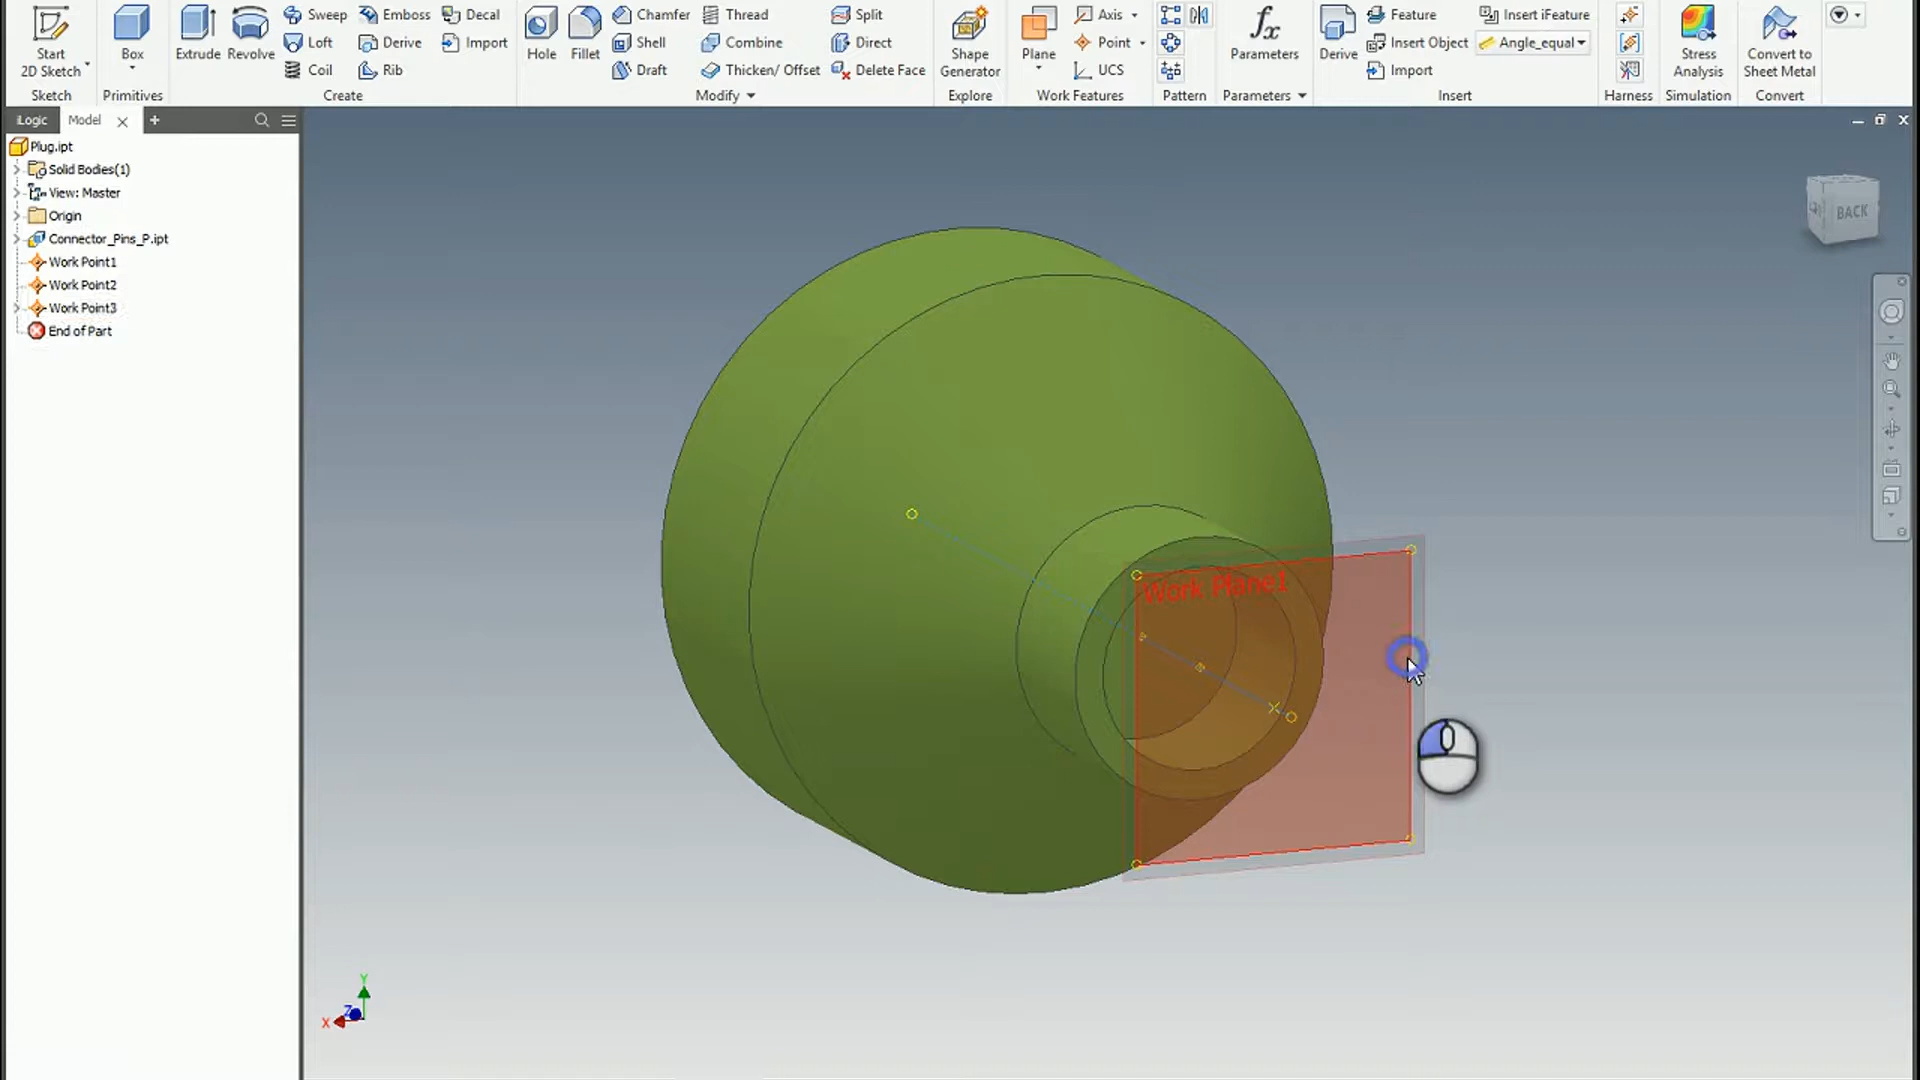 Start
2D Sketch
Sketch
Box
Primitives
Extrude
Revolve
Sweep
Loft
Coil
Emboss
Derive
Rib
Decal
Import
Create
Hole
Fillet
Chamfer
Shell
Draft
Thread
Combine
Thicken/ Offset
Split
Direct
Delete Face
Modify
Shape
Generator
Explore
Plane
Axis
Point
UCS
Work Features
Pattern
fx
Parameters
Parameters
Derive
Feature
Insert Object
Import
Insert iFeature
Angle_equal
Insert
Harness
Stress
Analysis
Simulation
Convert to
Sheet Metal
Convert
iLogic
Model
Plug.ipt
Solid Bodies(1)
View: Master
Origin
Connector_Pins_P.ipt
Work Point1
Work Point2
Work Point3
End of Part
BACK
Work Plane1
Y
Z
X